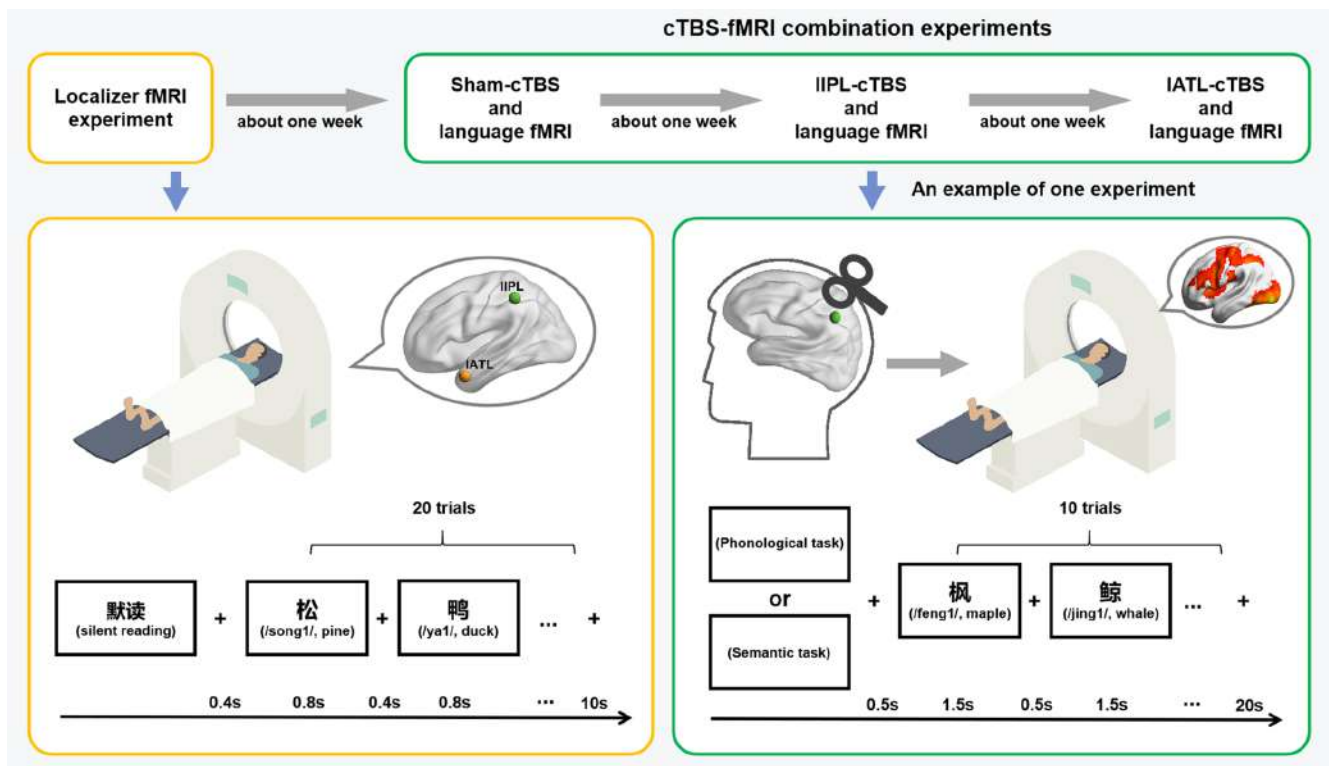 cTBS-fMRI combination experiments
Localizer fMRI
experiment
about one week
Sham-cTBS
and
language fMRI
about one week
lIPL-cTBS
and
language fMRI
about one week
lATL-cTBS
and
language fMRI
An example of one experiment
lIPL
lATL
20 trials
默读
(silent reading)
+
松
(/song1/, pine)
+
鸭
(/ya1/, duck)
...
+
0.4s 0.8s 0.4s 0.8s ... 10s
10 trials
(Phonological task)
or
(Semantic task)
+
枫
(/feng1/, maple)
+
鲸
(/jing1/, whale)
...
+
0.5s 1.5s 0.5s 1.5s ... 20s